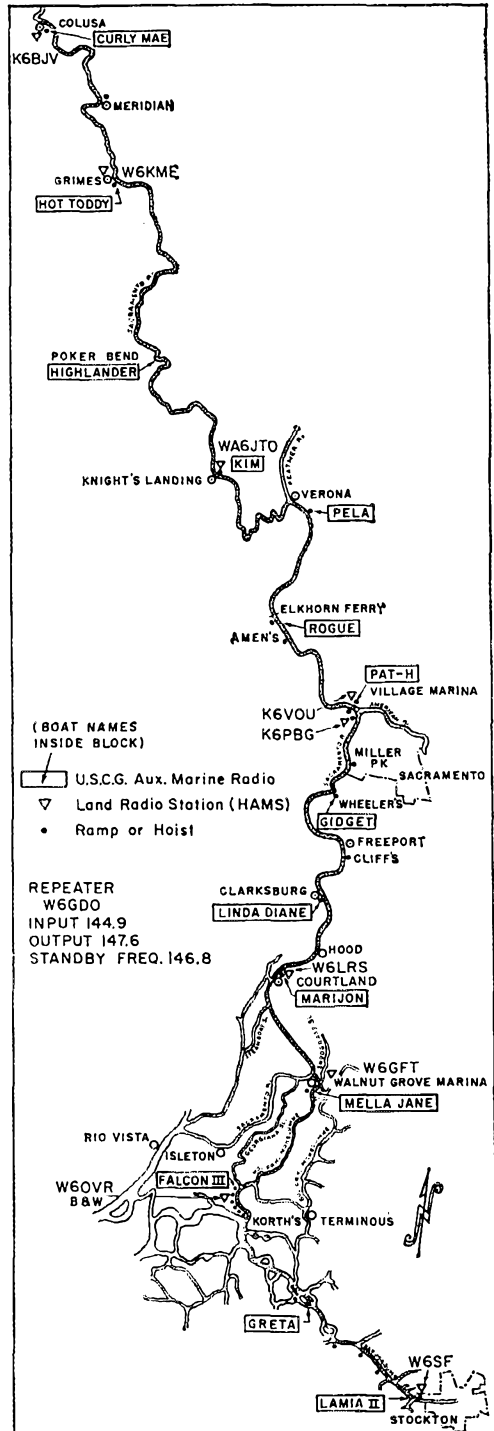 COLUSA
CURLY MAE
K6BJV
MERIDIAN
W6KME
GRIMES
HOT TODDY
SACRAMENTO R.
POKER BEND
HIGHLANDER
WA6JTO
KIM
KNIGHT'S LANDING
FEATHER R.
VERONA
PELA
ELKHORN FERRY
ROGUE
AMEN'S
PAT-H
VILLAGE MARINA
K6VOU
AMERICAN R.
K6PBG
(BOAT NAMES
INSIDE BLOCK)
MILLER
PK
SACRAMENTO R.
SACRAMENTO
U.S.C.G. Aux. Marine Radio
WHEELER'S
Land Radio Station (HAMS)
GIDGET
Ramp or Hoist
FREEPORT
CLIFF'S
REPEATER
W6GDO
INPUT 144.9
OUTPUT 147.6
STANDBY FREQ. 146.8
CLARKSBURG
LINDA DIANE
HOOD
W6LRS
COURTLAND
MARIJON
W6GFT
WALNUT GROVE MARINA
MELLA JANE
RIO VISTA
ISLETON
FALCON III
W6OVR
B&W
KORTH'S
TERMINOUS
GRETA
W6SF
LAMIA II
STOCKTON